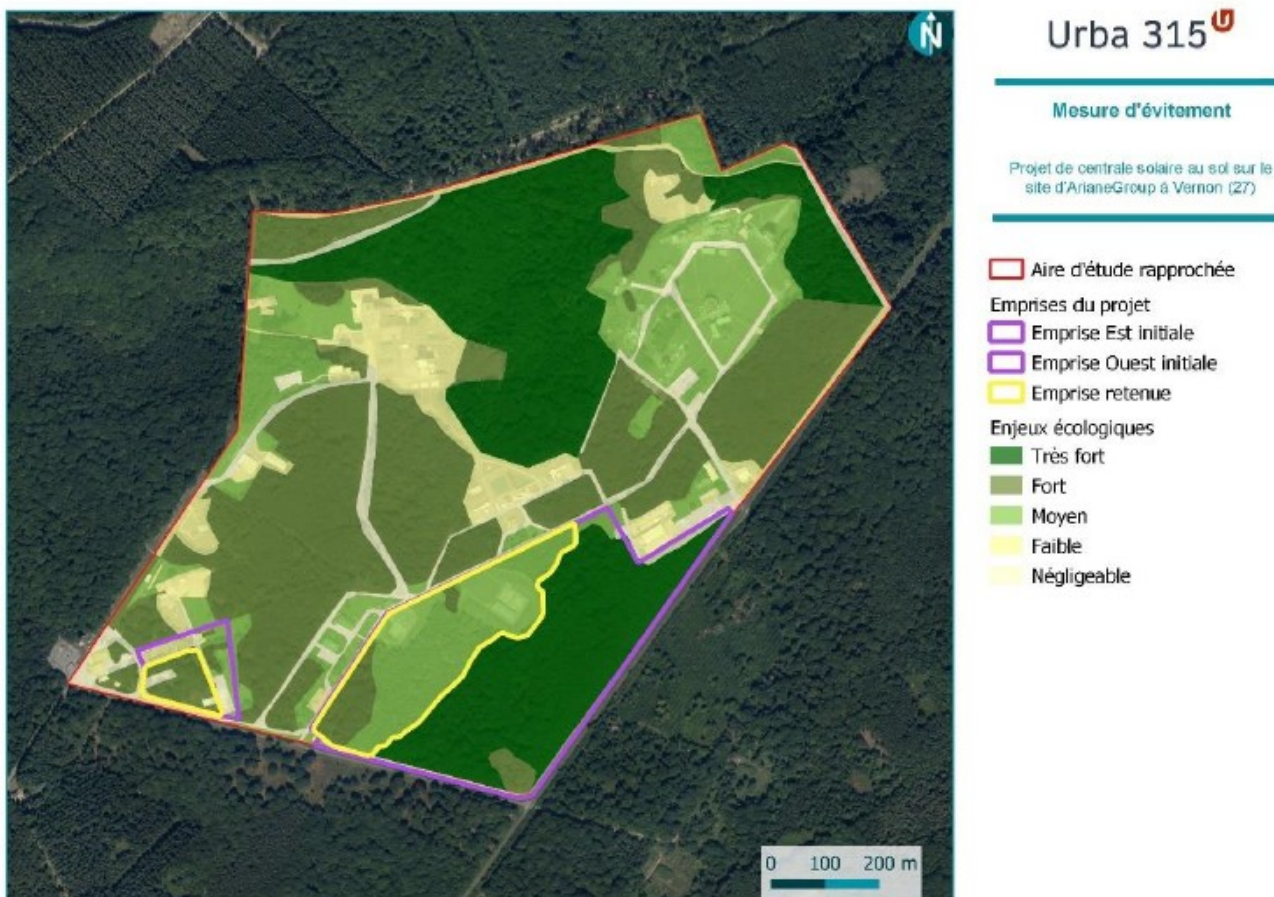 N
Urba 315
Mesure d'évitement
Projet de centrale solaire au sol sur le
site d'ArianeGroup à Vernon (27)
Aire d'étude rapprochée
Emprises du projet
Emprise Est initiale
Emprise Ouest initiale
Emprise retenue
Enjeux écologiques
Très fort
Fort
Moyen
Faible
Négligeable
0 100 200 m